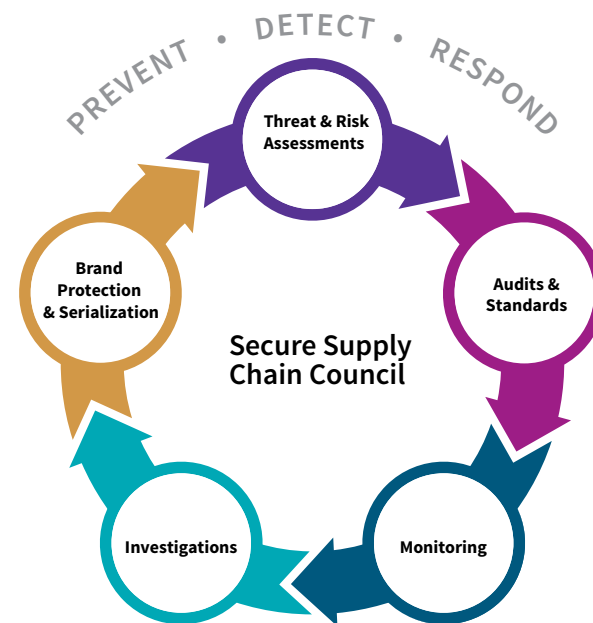 PREVENT • DETECT • RESPOND
Threat & Risk
Assessments
Audits &
Standards
Monitoring
Investigations
Brand
Protection
& Serialization
Secure Supply
Chain Council